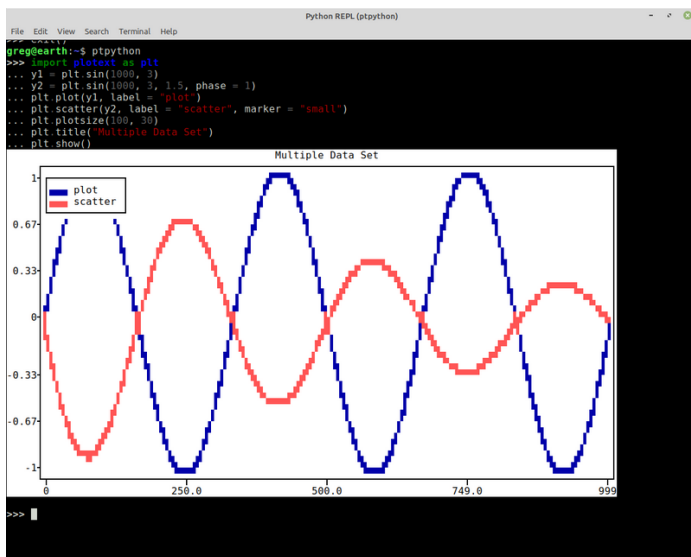 Python REPL (ptpython)
File Edit View Search Terminal Help
>>> exit()
greg@earth:~$ ptpython
>>> import plotext as plt
... y1 = plt.sin(1000, 3)
... y2 = plt.sin(1000, 3, 1.5, phase = 1)
... plt.plot(y1, label = "plot")
... plt.scatter(y2, label = "scatter", marker = "small")
... plt.plotsize(100, 30)
... plt.title("Multiple Data Set")
... plt.show()
Multiple Data Set
1
plot
scatter
0.67
0.33
0
-0.33
-0.67
-1
0 250.0 500.0 749.0 999
>>>